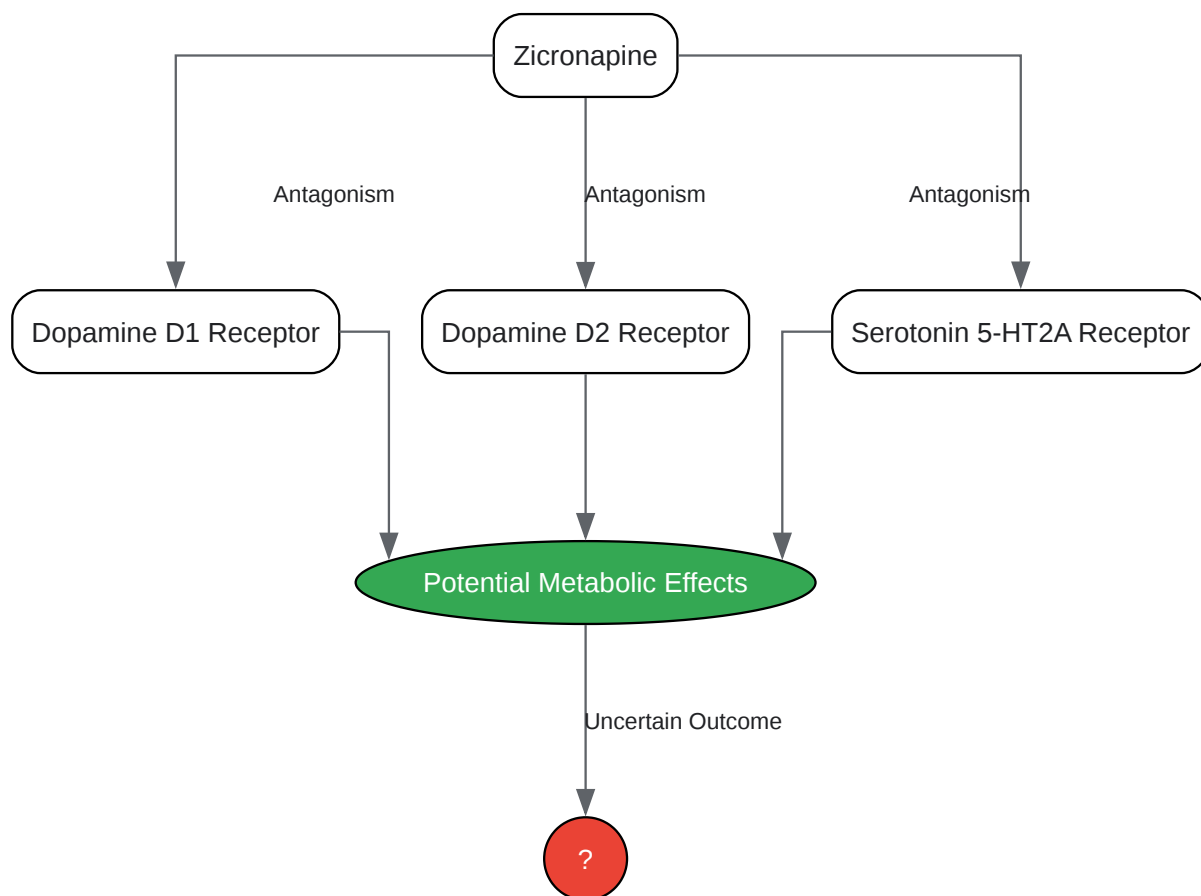 Zicronapine
Antagonism
Antagonism
Antagonism
Dopamine D1 Receptor
Dopamine D2 Receptor
Serotonin 5-HT2A Receptor
Potential Metabolic Effects
Uncertain Outcome
?